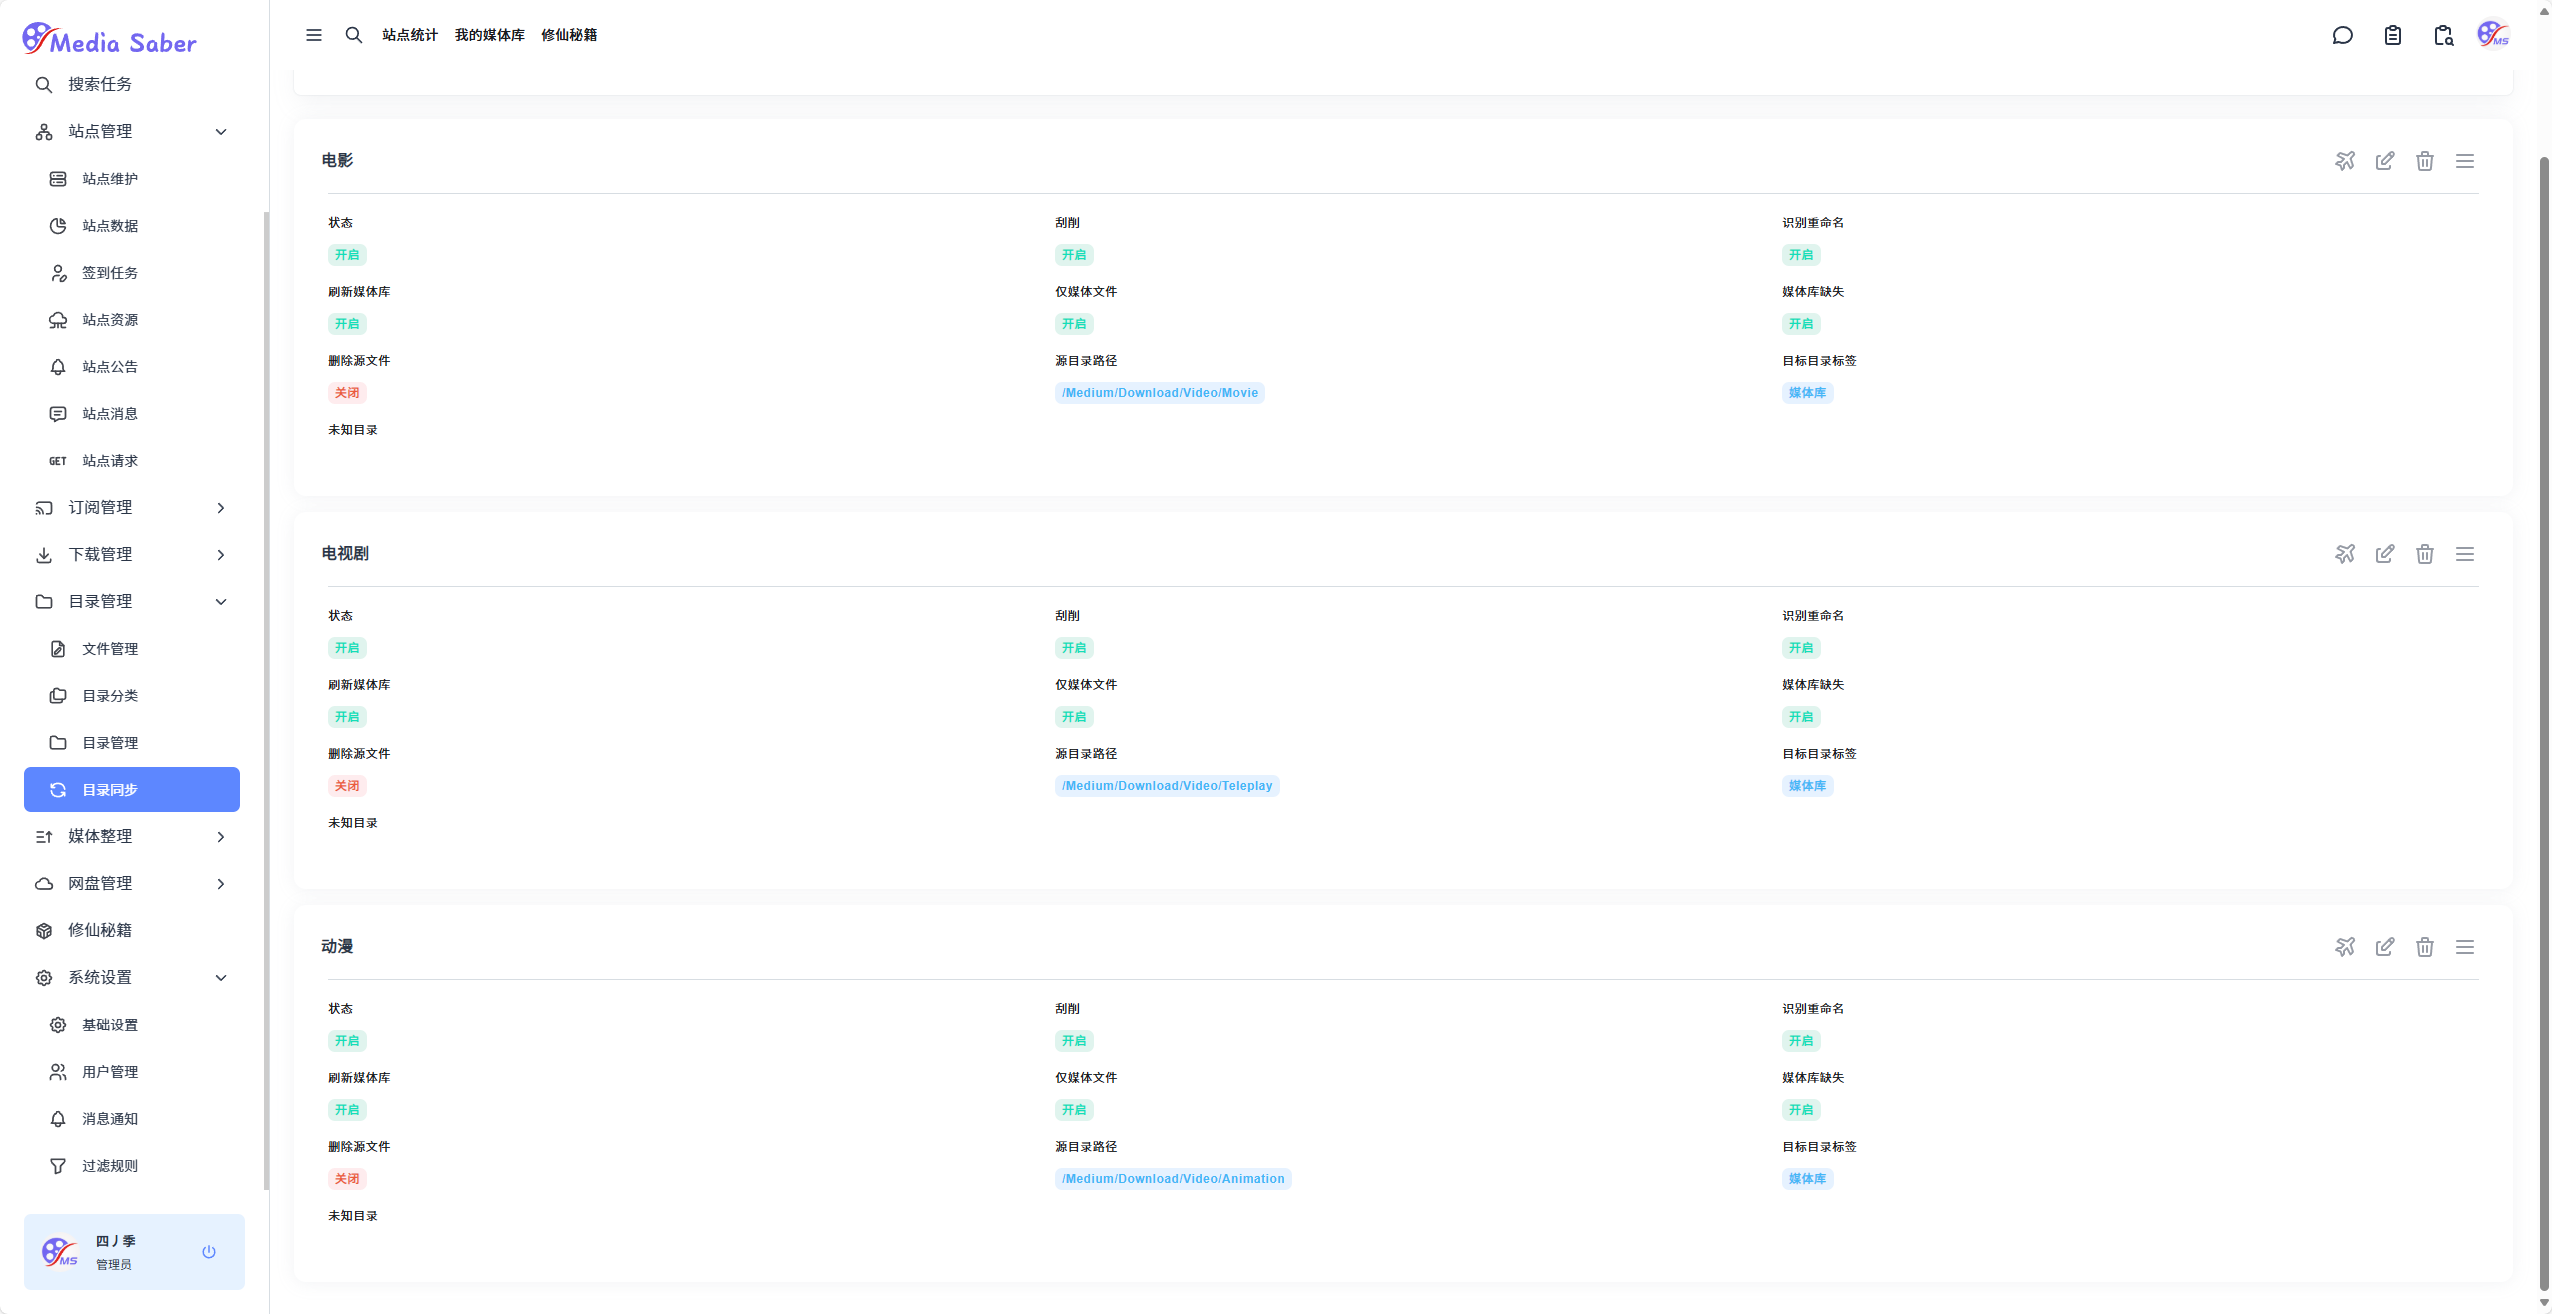 Media Saber
搜索任务
站点管理
站点维护
站点数据
签到任务
站点资源
站点公告
站点消息
GET 站点请求
订阅管理
下载管理
目录管理
文件管理
目录分类
目录管理
目录同步
媒体整理
网盘管理
修仙秘籍
系统设置
基础设置
用户管理
消息通知
过滤规则
MS
四丿季
管理员
站点统计 我的媒体库 修仙秘籍
MS
电影
状态 刮削 识别重命名
开启 开启 开启
刷新媒体库 仅媒体文件 媒体库缺失
开启 开启 开启
删除源文件 源目录路径 目标目录标签
关闭 /Medium/Download/Video/Movie 媒体库
未知目录
电视剧
状态 刮削 识别重命名
开启 开启 开启
刷新媒体库 仅媒体文件 媒体库缺失
开启 开启 开启
删除源文件 源目录路径 目标目录标签
关闭 /Medium/Download/Video/Teleplay 媒体库
未知目录
动漫
状态 刮削 识别重命名
开启 开启 开启
刷新媒体库 仅媒体文件 媒体库缺失
开启 开启 开启
删除源文件 源目录路径 目标目录标签
关闭 /Medium/Download/Video/Animation 媒体库
未知目录